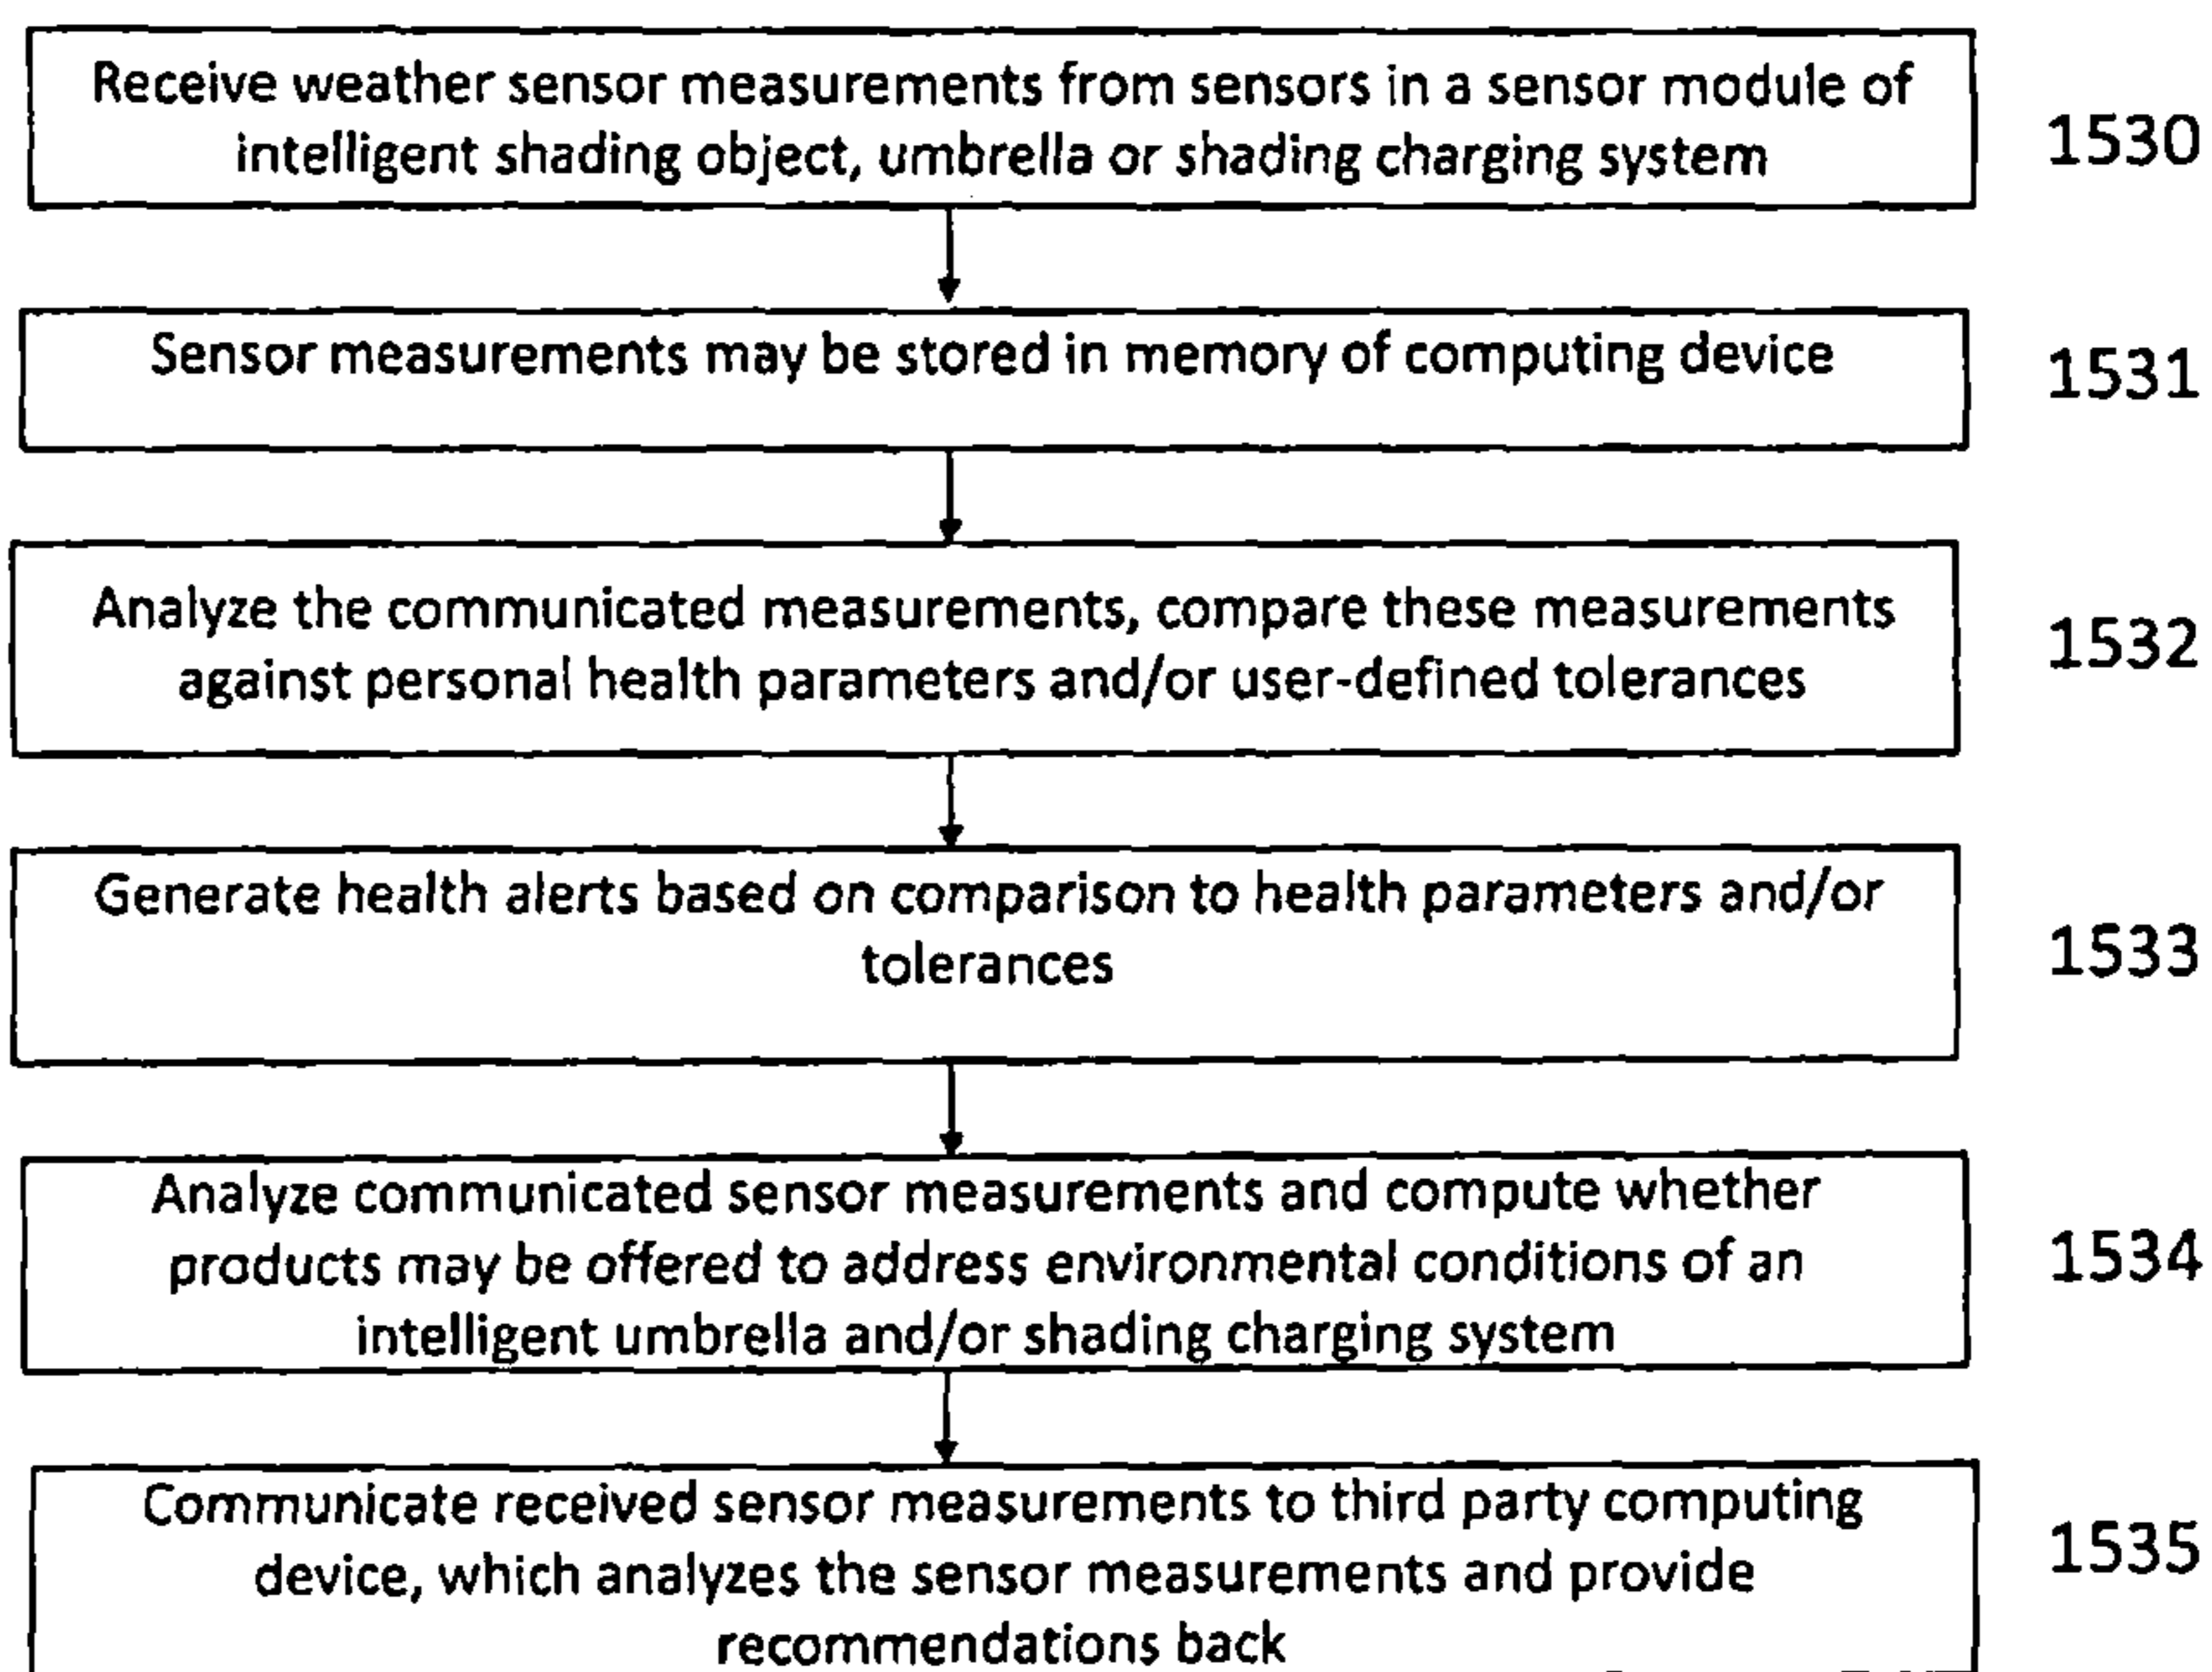 Receive weather sensor measurements from sensors in a sensor module of
intelligent shading object, umbrella or shading charging system
1530
Sensor measurements may be stored in memory of computing device
1531
Analyze the communicated measurements, compare these measurements
against personal health parameters and/or user-defined tolerances
1532
Generate health alerts based on comparison to health parameters and/or
tolerances
1533
Analyze communicated sensor measurements and compute whether
products may be offered to address environmental conditions of an
intelligent umbrella and/or shading charging system
1534
Communicate received sensor measurements to third party computing
device, which analyzes the sensor measurements and provide
recommendations back
1535